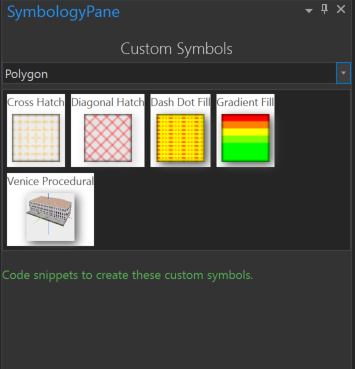 SymbologyPane
Custom Symbols
Polygon
Cross Hatch Diagonal Hatch Dash Dot Fill Gradient Fill
Venice Procedural
Code snippets to create these custom symbols.